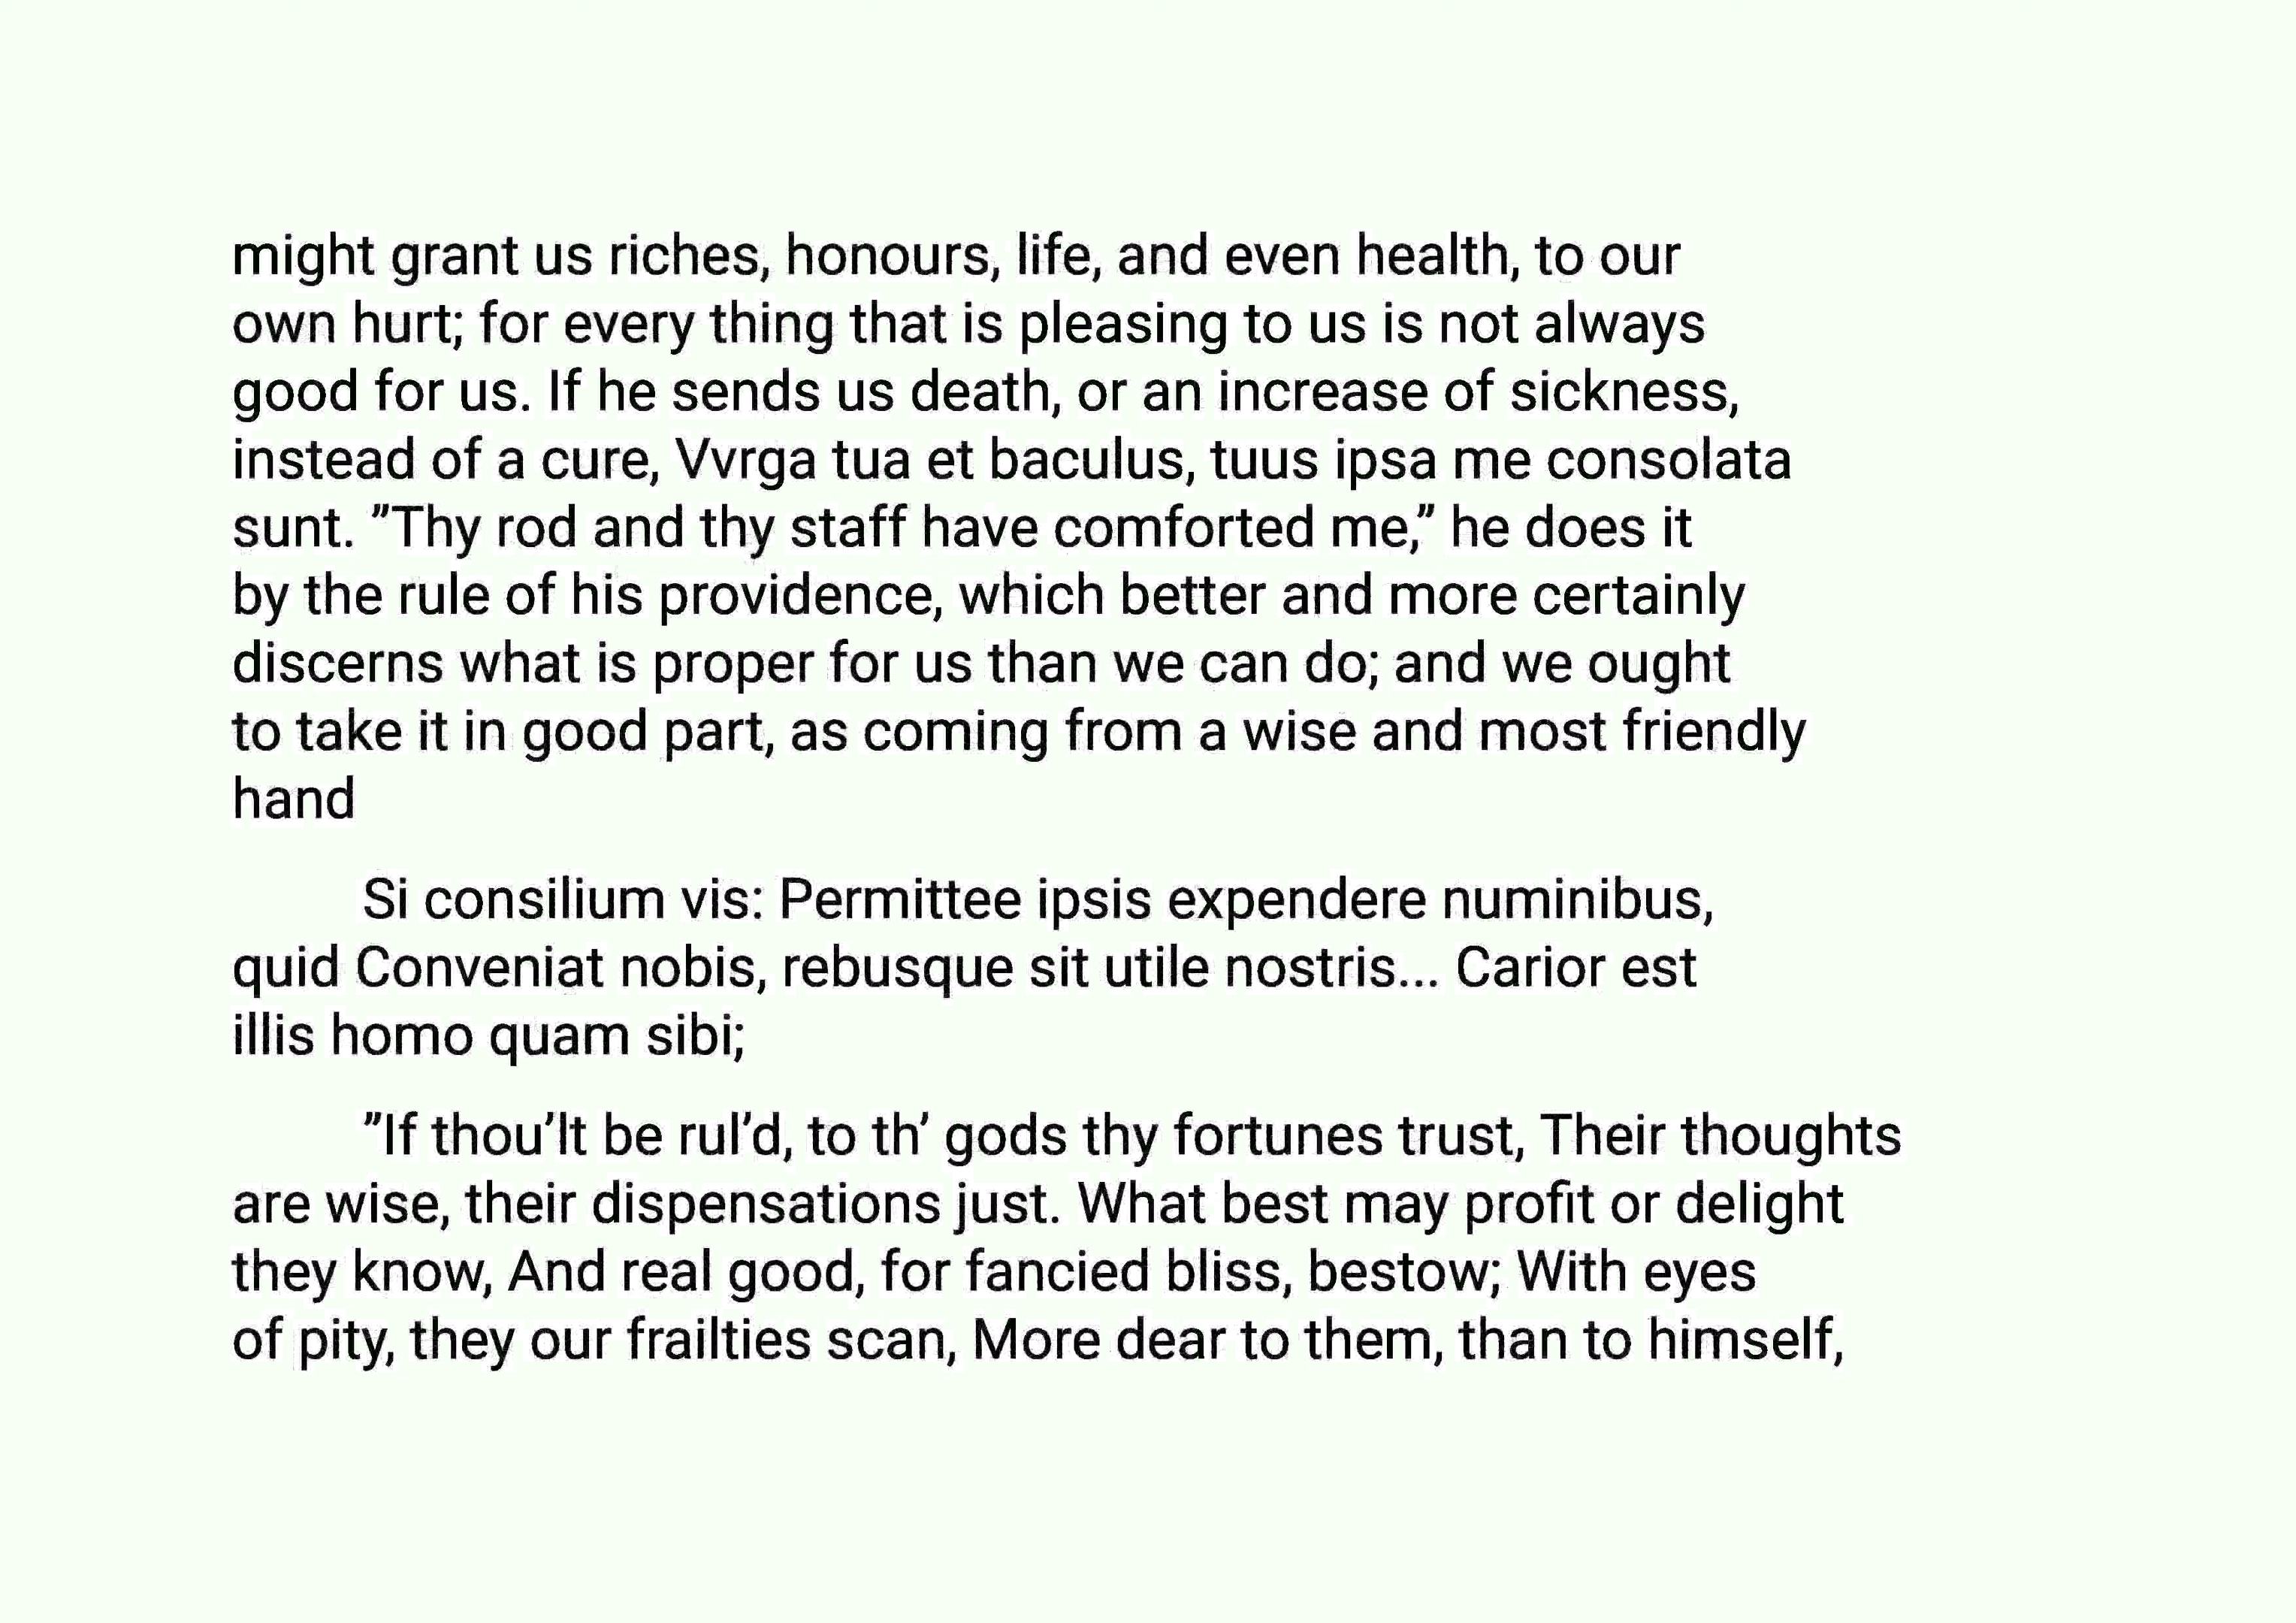 might grant us riches, honours, life, and even health, to our
own hurt; for every thing that is pleasing to us is not always
good for us. If he sends us death, or an increase of sickness,
instead of a cure, Vvrga tua et baculus, tuus ipsa me consolata
sunt. ”Thy rod and thy staff have comforted me,” he does it
by the rule of his providence, which better and more certainly
discerns what is proper for us than we can do; and we ought
to take it in good part, as coming from a wise and most friendly
hand
Si consilium vis: Permittee ipsis expendere numinibus,
quid Conveniat nobis, rebusque sit utile nostris... Carior est
illis homo quam sibi;
”If thou’lt be rul’d, to th’ gods thy fortunes trust, Their thoughts
are wise, their dispensations just. What best may profit or delight
they know, And real good, for fancied bliss, bestow; With eyes
of pity, they our frailties scan, More dear to them, than to himself,